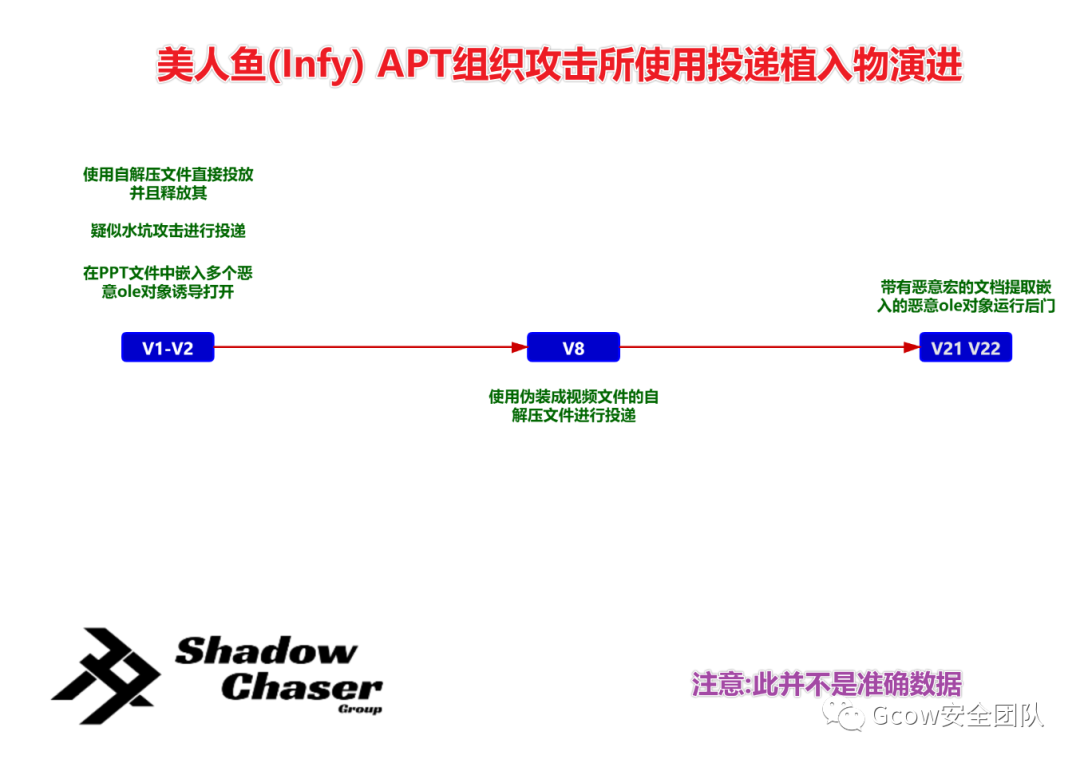 美人鱼(Infy) APT组织攻击所使用投递植入物演进
使用自解压文件直接投放
并且释放其
疑似水坑攻击进行投递
在PPT文件中嵌入多个恶
意ole对象诱导打开
带有恶意宏的文档提取嵌
入的恶意ole对象运行后门
V1-V2
V8
V21 V22
使用伪装成视频文件的自
解压文件进行投递
Shadow
Chaser
Group
注意:此并不是准确数据
Gcow安全团队